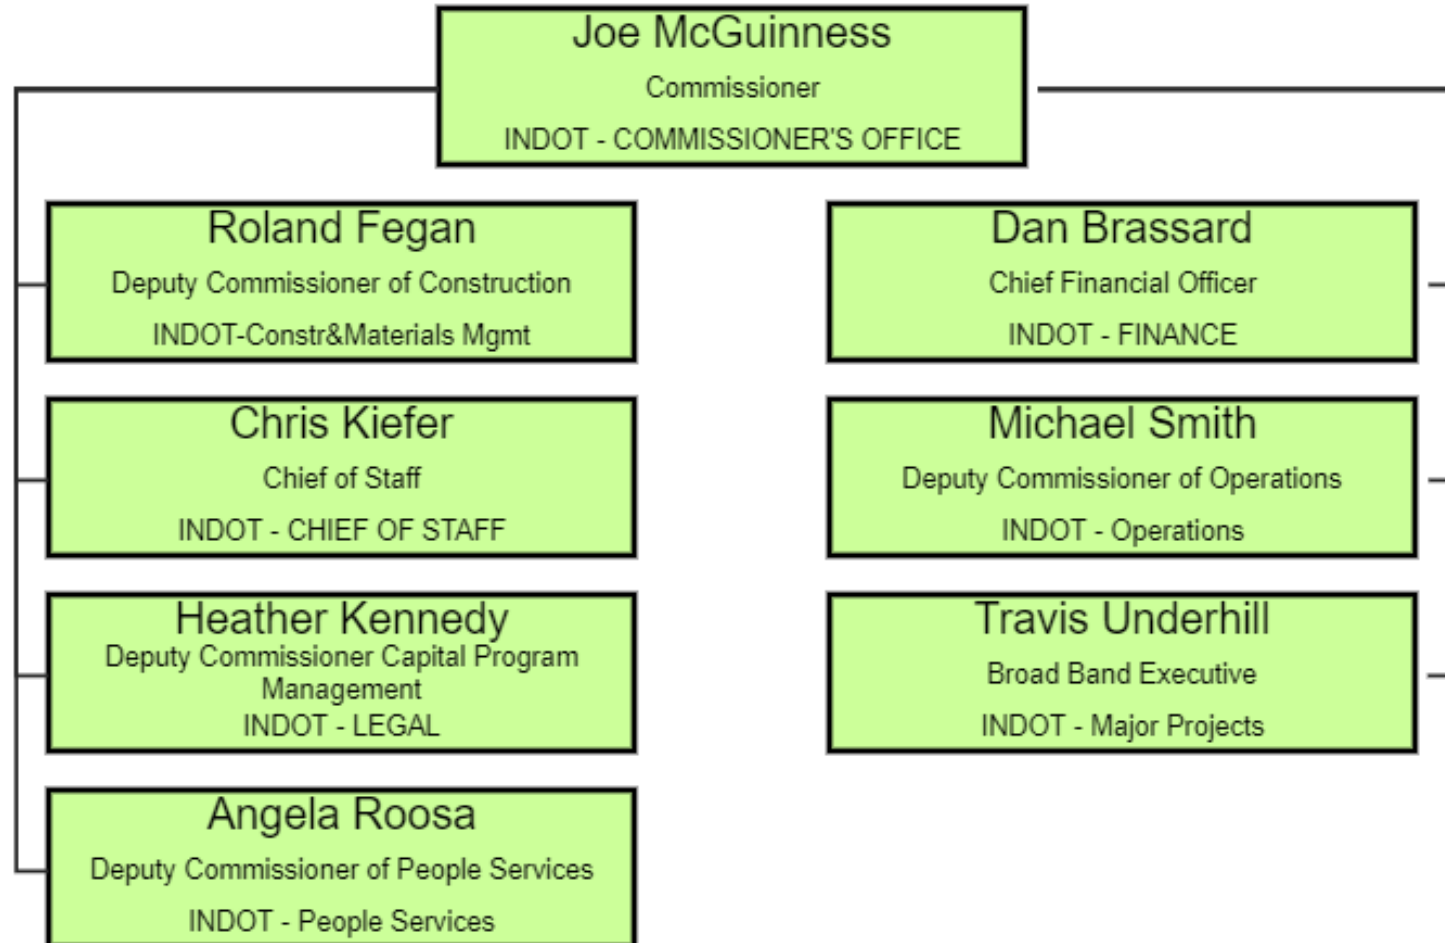 Joe McGuinness
Commissioner
INDOT - COMMISSIONER'S OFFICE
Roland Fegan
Deputy Commissioner of Construction
INDOT-Constr&Materials Mgmt
Dan Brassard
Chief Financial Officer
INDOT - FINANCE
Chris Kiefer
Chief of Staff
INDOT - CHIEF OF STAFF
Michael Smith
Deputy Commissioner of Operations
INDOT - Operations
Heather Kennedy
Deputy Commissioner Capital Program
Management
INDOT - LEGAL
Travis Underhill
Broad Band Executive
INDOT - Major Projects
Angela Roosa
Deputy Commissioner of People Services
INDOT - People Services